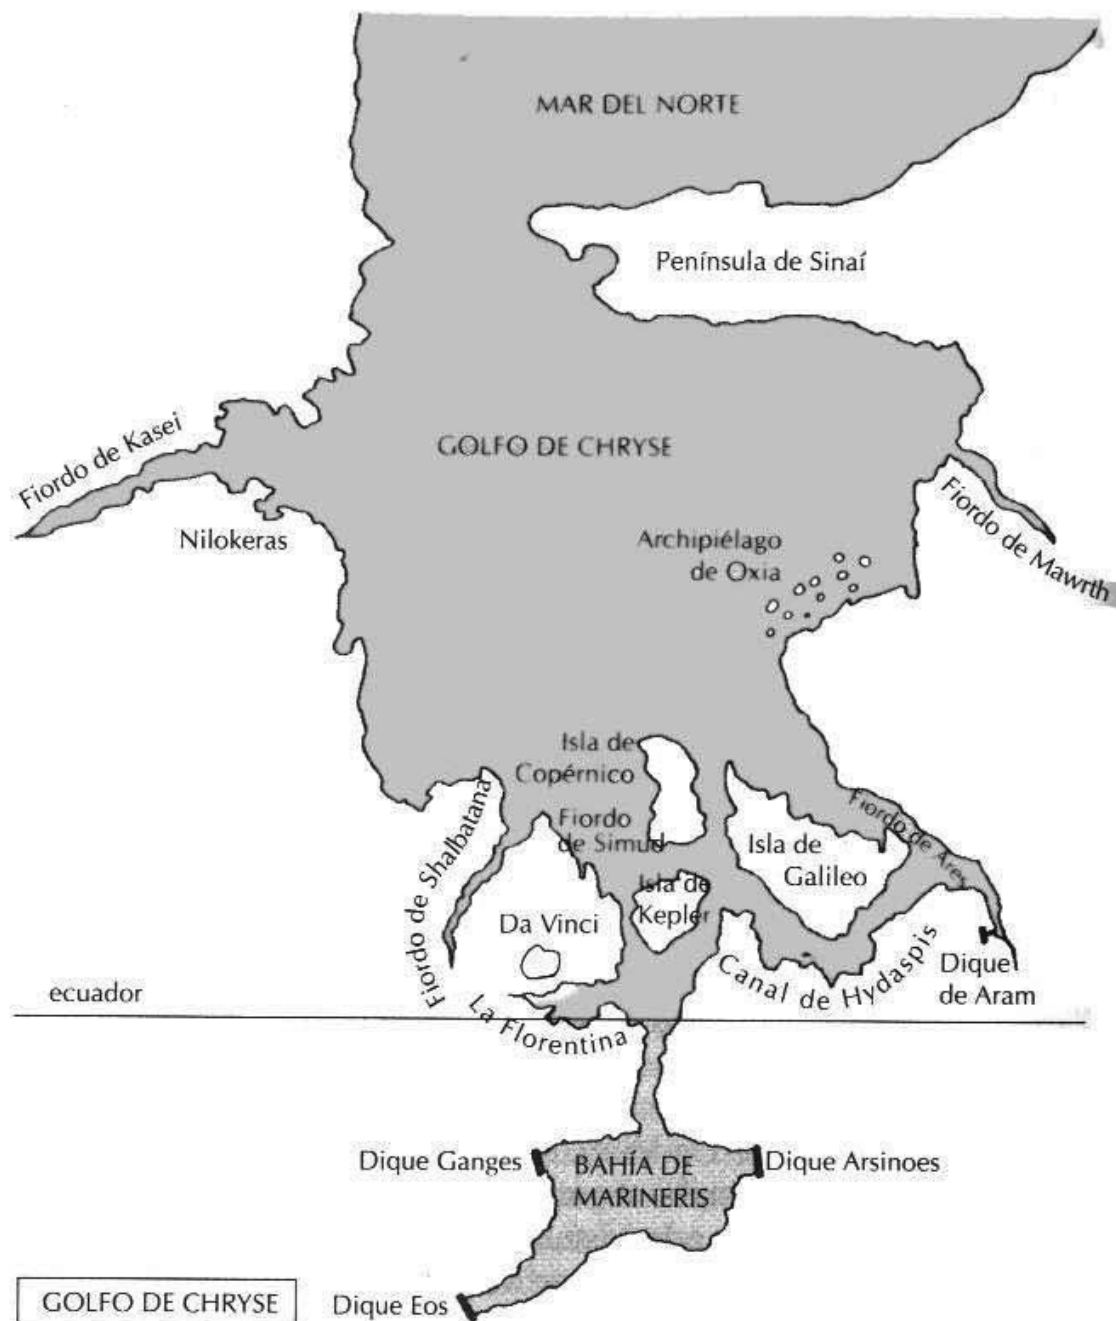 MAR DEL NORTE
Península de Sinaí
Fiordo de Kasei
GOLFO DE CHRYSE
Nilokeras
Fiordo de Mawrth
Archipiélago
de Oxia
Isla de
Copérnico
Fiordo
de Simud
Fiordo de Shalbatana
Isla de
Galileo
Fiordo de Ares
Isla de
Kepler
Da Vinci
Canal de Hydaspis
Dique
de Aram
ecuador
La Florentina
Dique Ganges
BAHÍA DE
MARINERIS
Dique Arsinoes
GOLFO DE CHRYSE
Dique Eos